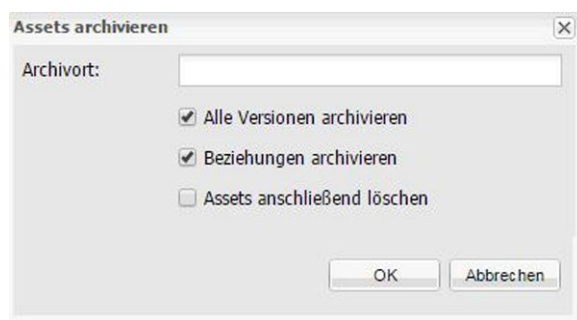 Assets archivieren
Archivort:
Alle Versionen archivieren
Beziehungen archivieren
Assets anschließend löschen
OK Abbrechen